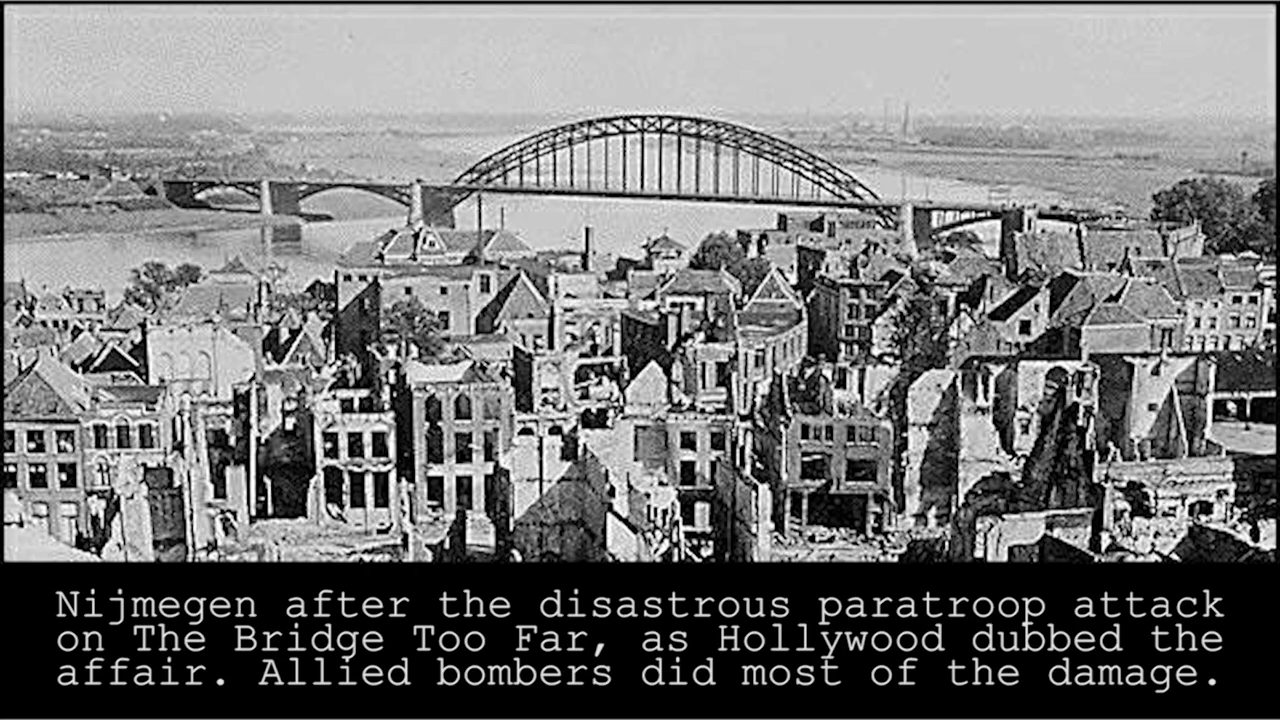 Nijmegen after the disastrous paratroop attack
on The Bridge Too Far, as Hollywood dubbed the
affair. Allied bombers did most of the damage.